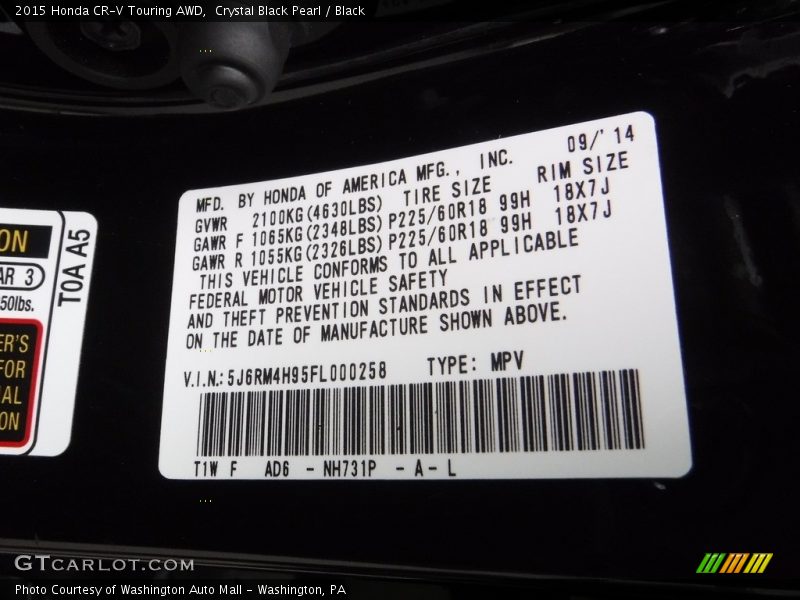 2015 Honda CR-V Touring AWD,  Crystal Black Pearl / Black
MFD. BY HONDA OF AMERICA MFG., INC. 09/'14
GVWR 2100KG(4630LBS) TIRE SIZE RIM SIZE
GAWR F 1065KG(2348LBS) P225/60R18 99H 18X7J
GAWR R 1055KG(2326LBS) P225/60R18 99H 18X7J
THIS VEHICLE CONFORMS TO ALL APPLICABLE
FEDERAL MOTOR VEHICLE SAFETY
AND THEFT PREVENTION STANDARDS IN EFFECT
ON THE DATE OF MANUFACTURE SHOWN ABOVE.
V.I.N.: 5J6RM4H95FL000258 TYPE: MPV
T1W F AD6 - NH731P - A - L
ON
AR 3
50lbs.
ER'S
FOR
IAL
ON
T0A A5
GTCARLOT.COM
Photo Courtesy of Washington Auto Mall - Washington, PA